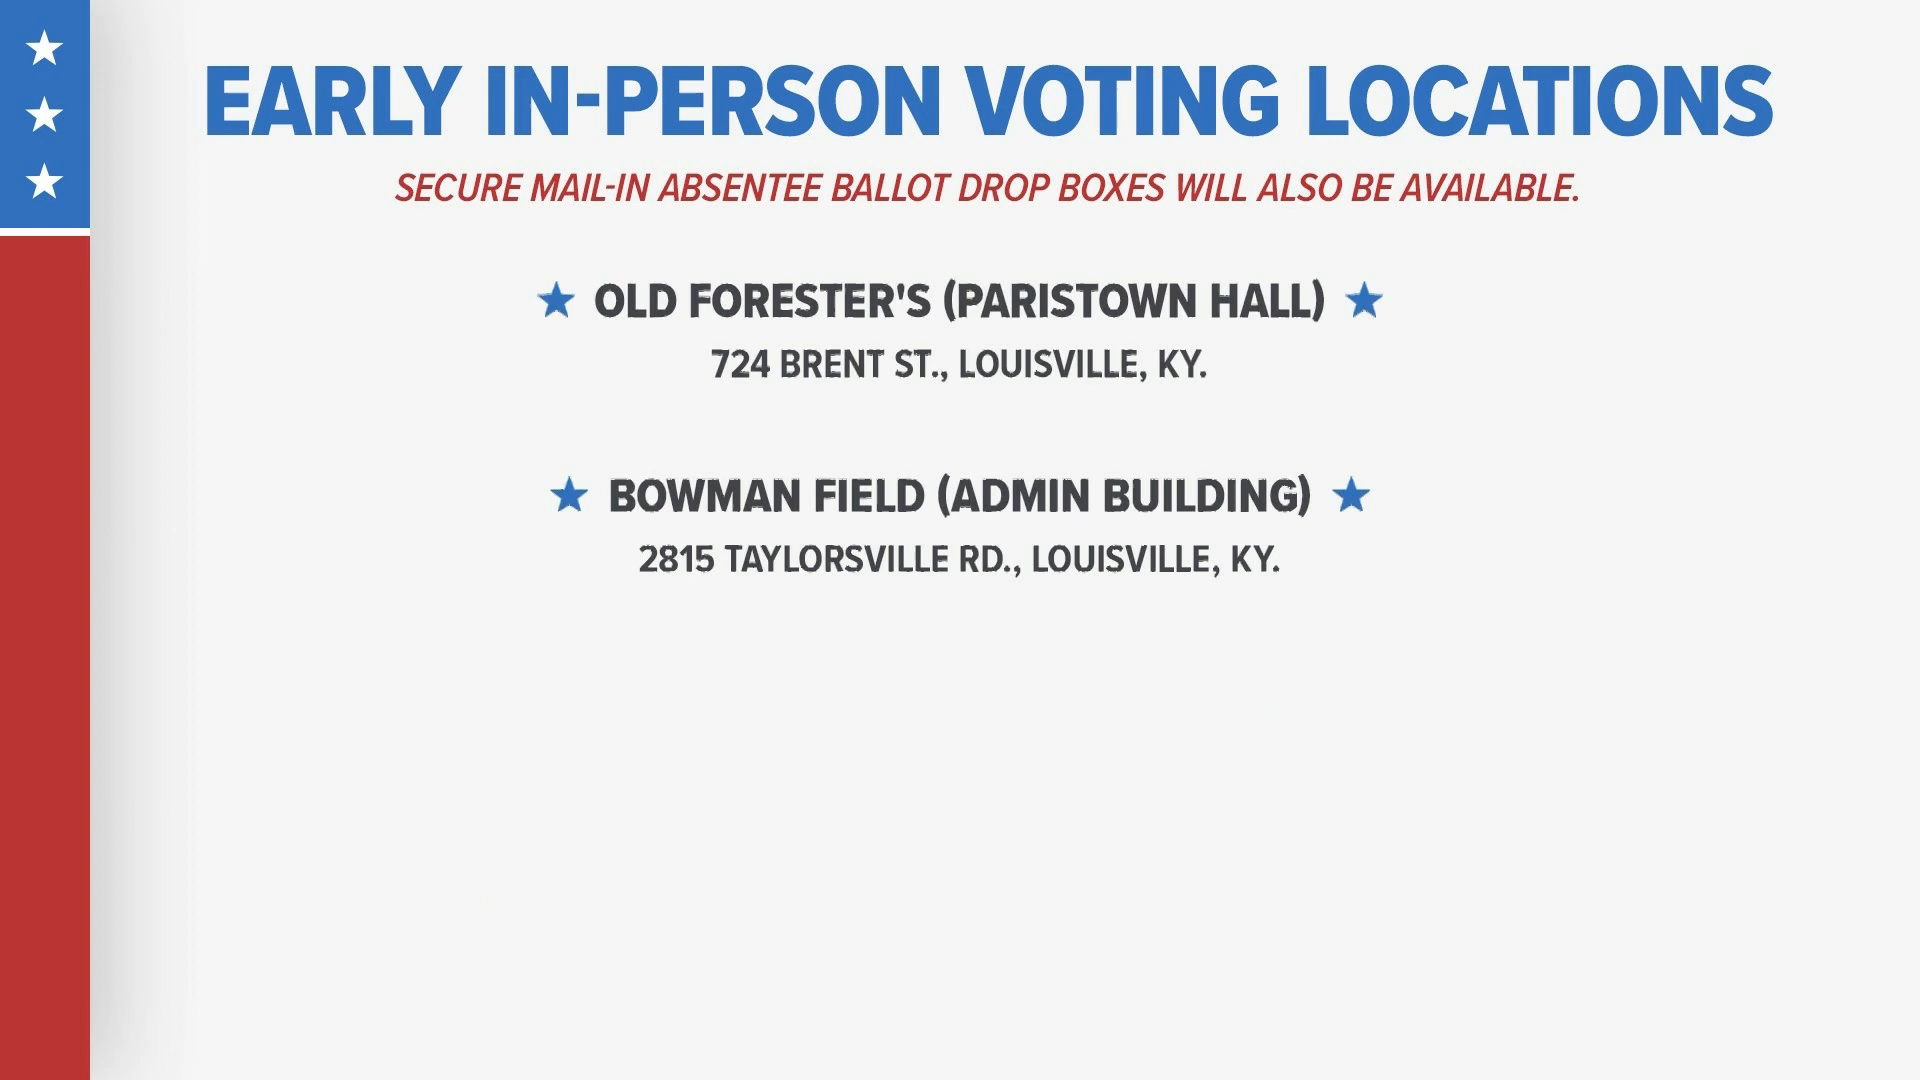 EARLY IN-PERSON VOTING LOCATIONS
SECURE MAIL-IN ABSENTEE BALLOT DROP BOXES WILL ALSO BE AVAILABLE.
OLD FORESTER'S (PARISTOWN HALL)
724 BRENT ST., LOUISVILLE, KY.
BOWMAN FIELD (ADMIN BUILDING)
2815 TAYLORSVILLE RD., LOUISVILLE, KY.